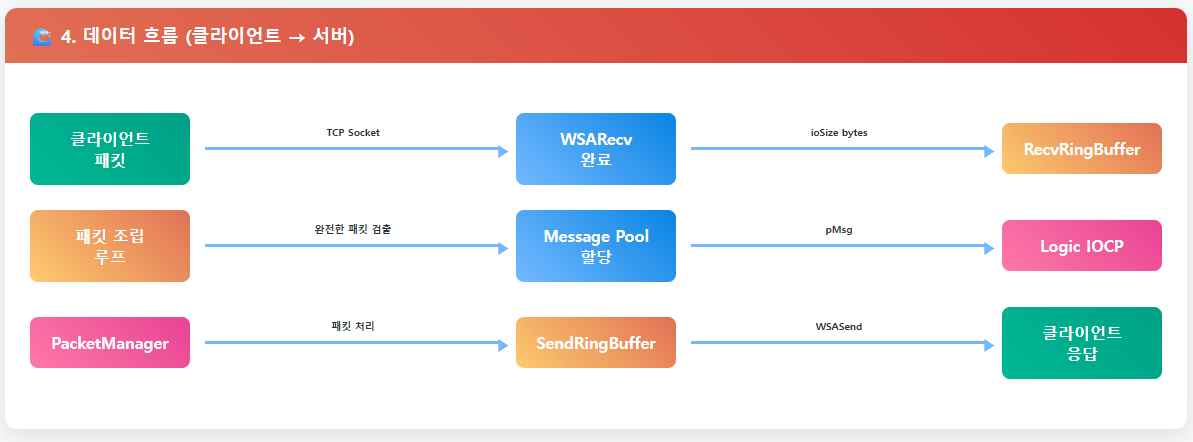 🌊 4. 데이터 흐름 (클라이언트 → 서버)
클라이언트
패킷
TCP Socket
WSARecv
완료
ioSize bytes
RecvRingBuffer
패킷 조립
루프
완전한 패킷 검출
Message Pool
할당
pMsg
Logic IOCP
PacketManager
패킷 처리
SendRingBuffer
WSASend
클라이언트
응답